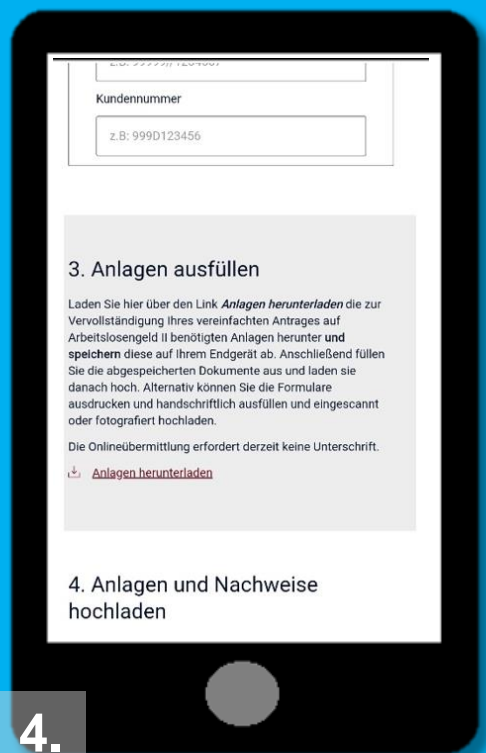 Kundennummer
z.B: 999D123456
3. Anlagen ausfüllen
Laden Sie hier über den Link Anlagen herunterladen die zur
Vervollständigung Ihres vereinfachten Antrages auf
Arbeitslosengeld II benötigten Anlagen herunter und
speichern diese auf Ihrem Endgerät ab. Anschließend füllen
Sie die abgespeicherten Dokumente aus und laden sie
danach hoch. Alternativ können Sie die Formulare
ausdrucken und handschriftlich ausfüllen und eingescannt
oder fotografiert hochladen.
Die Onlineübermittlung erfordert derzeit keine Unterschrift.
Anlagen herunterladen
4. Anlagen und Nachweise
hochladen
4.